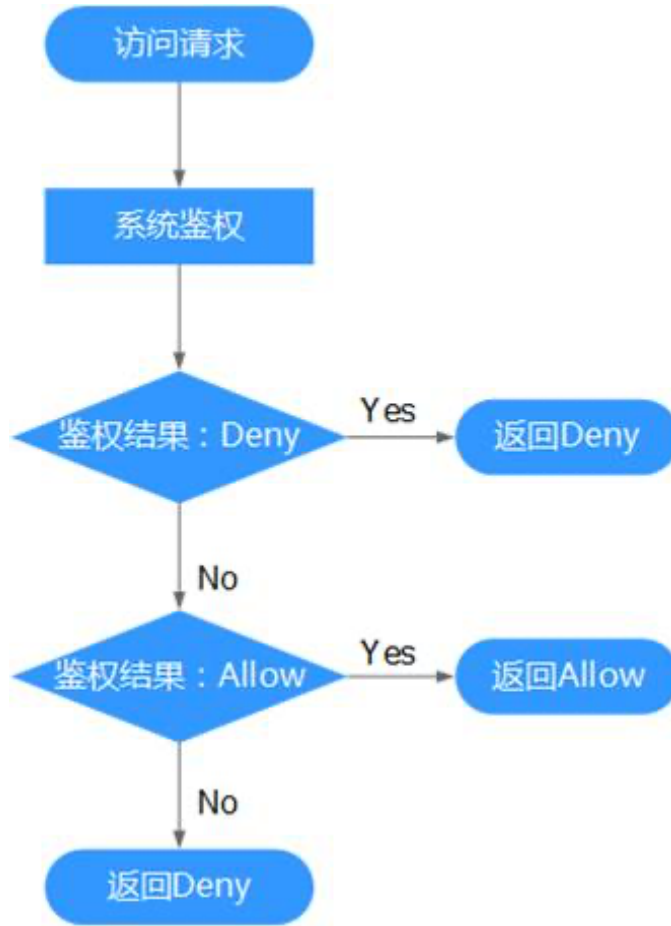 访问请求
系统鉴权
鉴权结果：Deny
Yes
返回Deny
No
鉴权结果：Allow
Yes
返回Allow
No
返回Deny